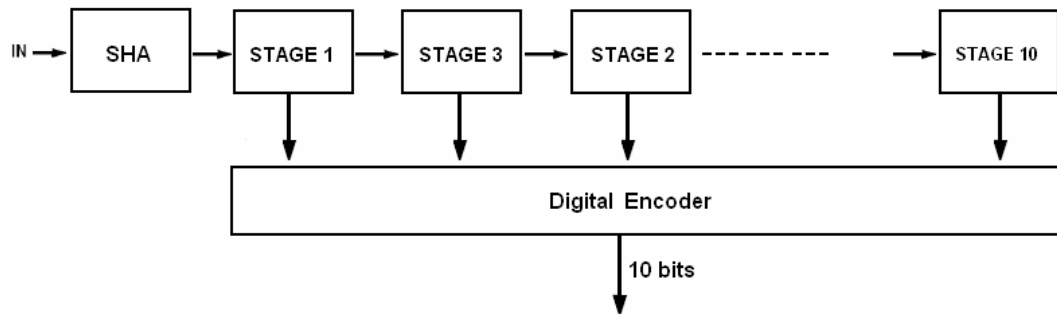 IN
SHA
STAGE 1
STAGE 3
STAGE 2
STAGE 10
Digital Encoder
10 bits